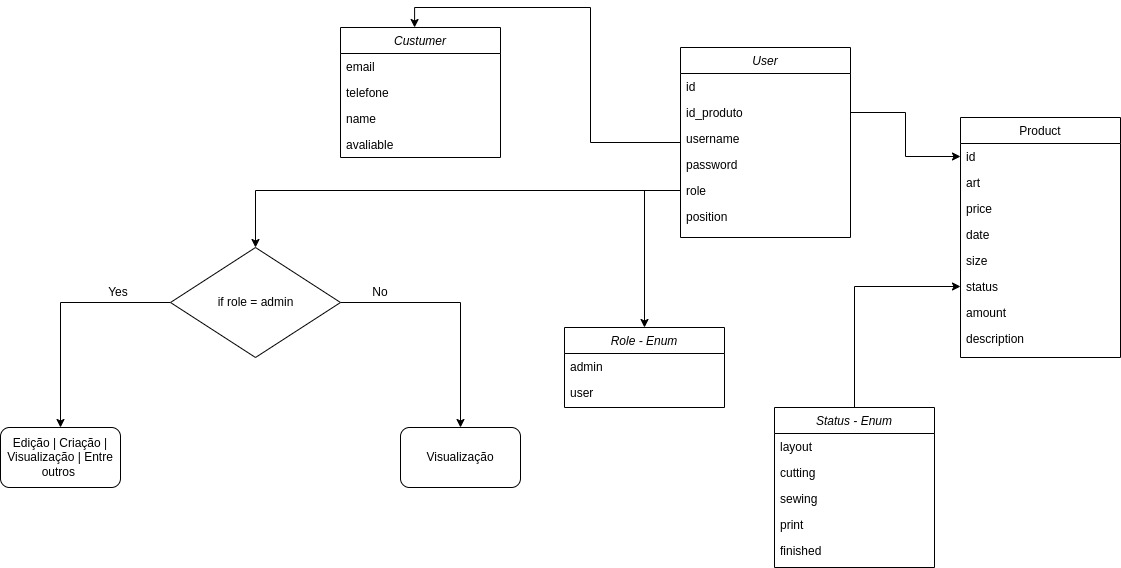 Custumer
email
telefone
name
avaliable
User
id
id_produto
username
password
role
position
Product
id
art
price
date
size
status
amount
description
if role = admin
Yes
No
Edição | Criação |
Visualização | Entre
outros
Visualização
Role - Enum
admin
user
Status - Enum
layout
cutting
sewing
print
finished